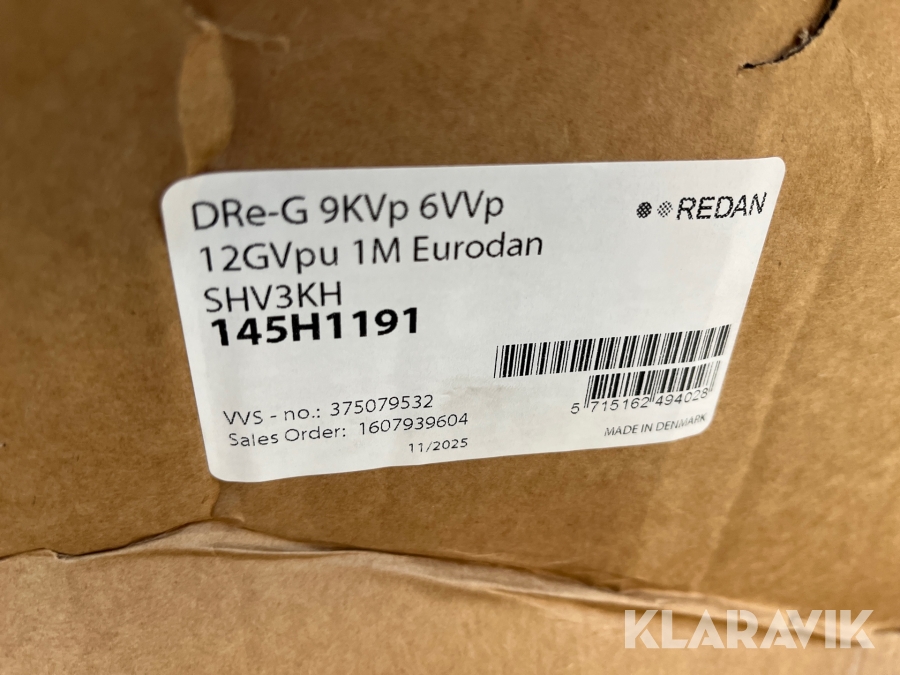 DRe-G 9KVp 6VVp
12GVpu 1M Eurodan
SHV3KH
145H1191
REDAN
VVS - no.: 375079532
Sales Order: 1607939604
11/2025
5 715162 494028
MADE IN DENMARK
KLARAVIK